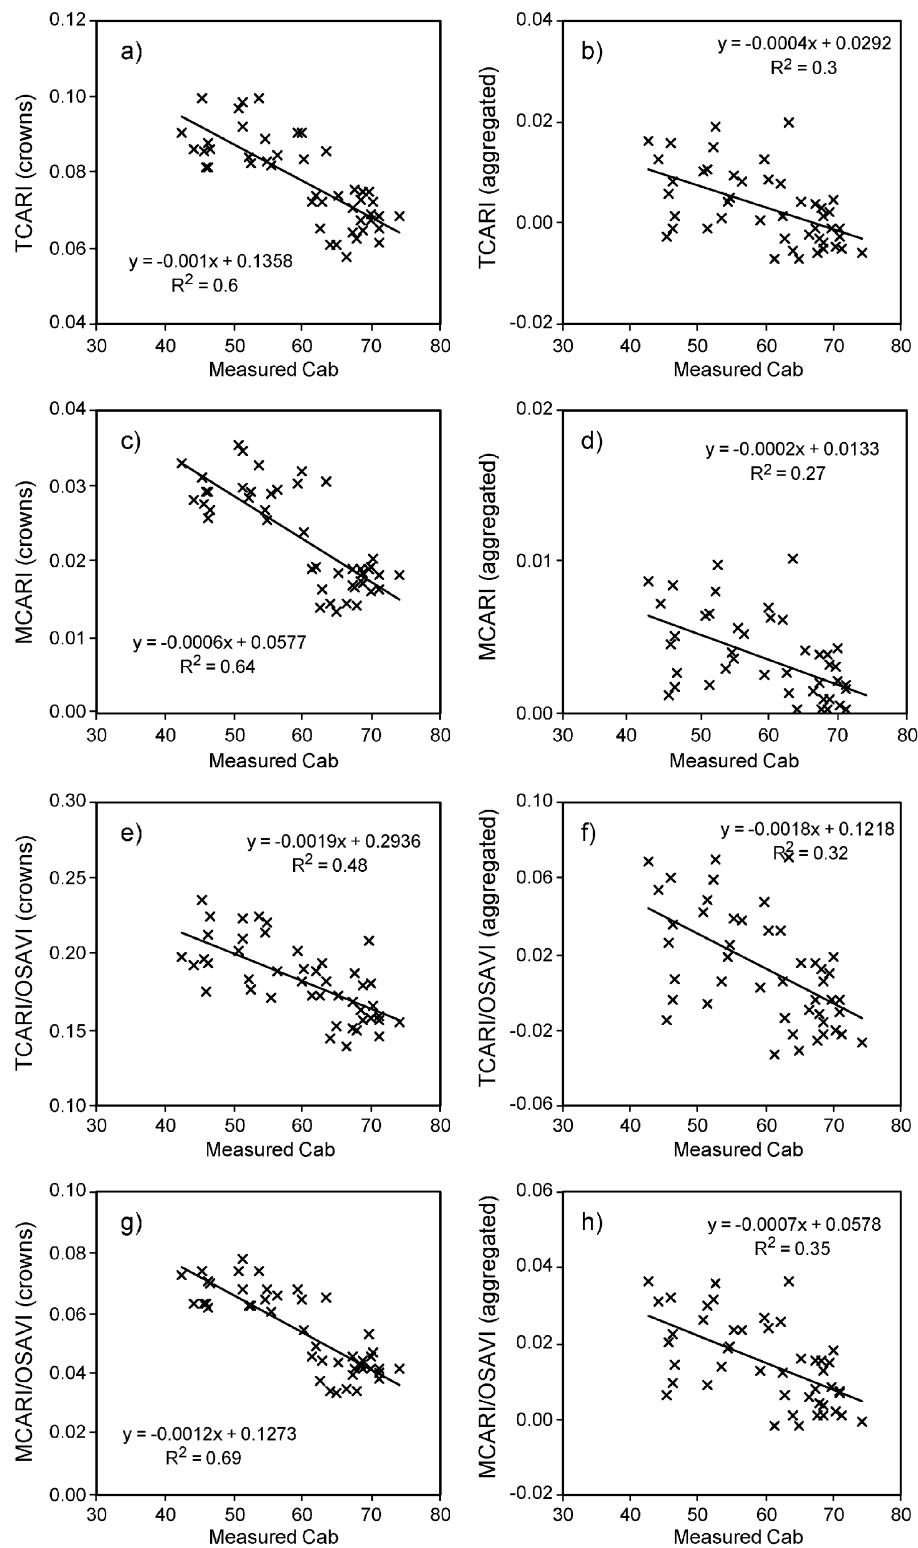 0.12
a)
0.10
TCARI (crowns)
0.08
0.06
y = -0.001x + 0.1358
R2 = 0.6
0.04
30 40 50 60 70 80
Measured Cab
0.04
b)
y = -0.0004x + 0.0292
R2 = 0.3
0.02
TCARI (aggregated)
0.00
-0.02
30 40 50 60 70 80
Measured Cab
0.04
c)
0.03
MCARI (crowns)
0.02
0.01
y = -0.0006x + 0.0577
R2 = 0.64
0.00
30 40 50 60 70 80
Measured Cab
0.02
d)
y = -0.0002x + 0.0133
R2 = 0.27
MCARI (aggregated)
0.01
0.00
30 40 50 60 70 80
Measured Cab
0.30
e)
y = -0.0019x + 0.2936
R2 = 0.48
0.25
TCARI/OSAVI (crowns)
0.20
0.15
0.10
30 40 50 60 70 80
Measured Cab
0.10
f)
y = -0.0018x + 0.1218
R2 = 0.32
0.06
TCARI/OSAVI (aggregated)
0.02
-0.02
-0.06
30 40 50 60 70 80
Measured Cab
0.10
g)
0.08
MCARI/OSAVI (crowns)
0.06
0.04
0.02
y = -0.0012x + 0.1273
R2 = 0.69
0.00
30 40 50 60 70 80
Measured Cab
0.06
h)
y = -0.0007x + 0.0578
R2 = 0.35
0.04
MCARI/OSAVI (aggregated)
0.02
0.00
-0.02
30 40 50 60 70 80
Measured Cab